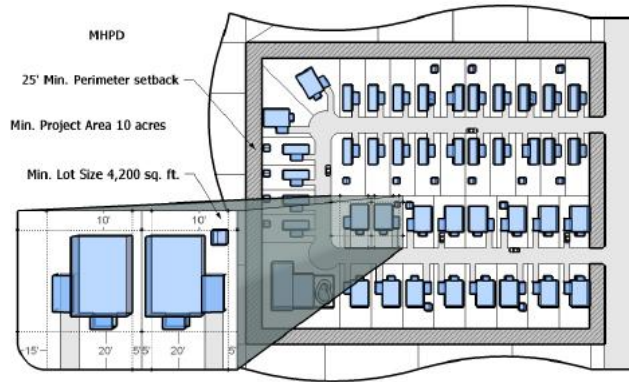 MHPD
25' Min. Perimeter setback
Min. Project Area 10 acres
Min. Lot Size 4,200 sq. ft.
10' 10'
15' 20' 5' 5' 20' 5'